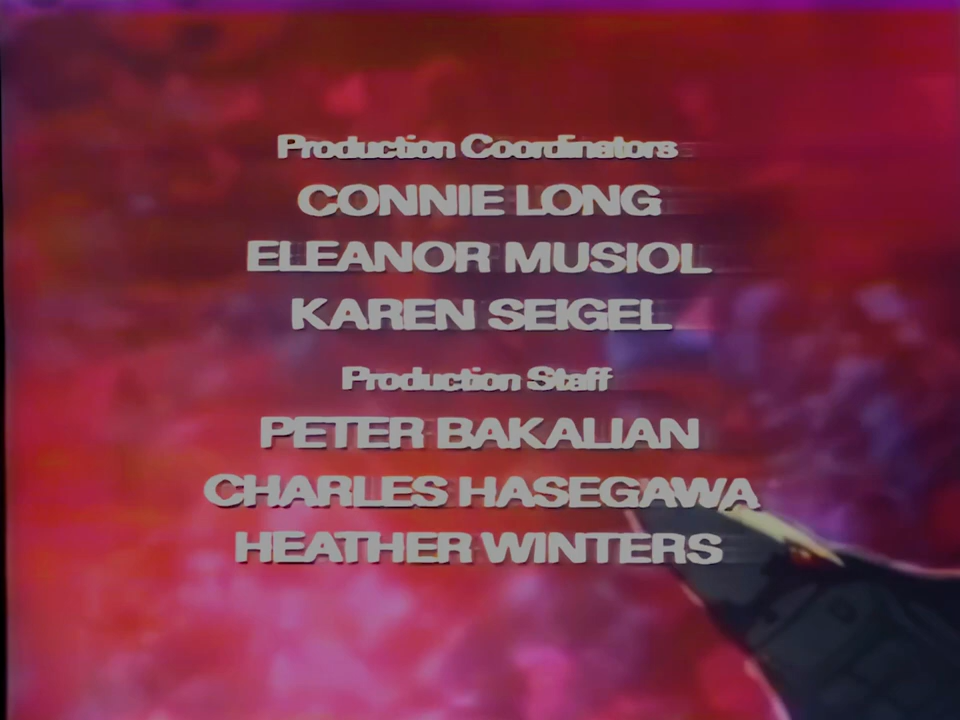 Production Coordinators
CONNIE LONG
ELEANOR MUSIOL
KAREN SEIGEL
Production Staff
PETER BAKALIAN
CHARLES HASEGAWA
HEATHER WINTERS